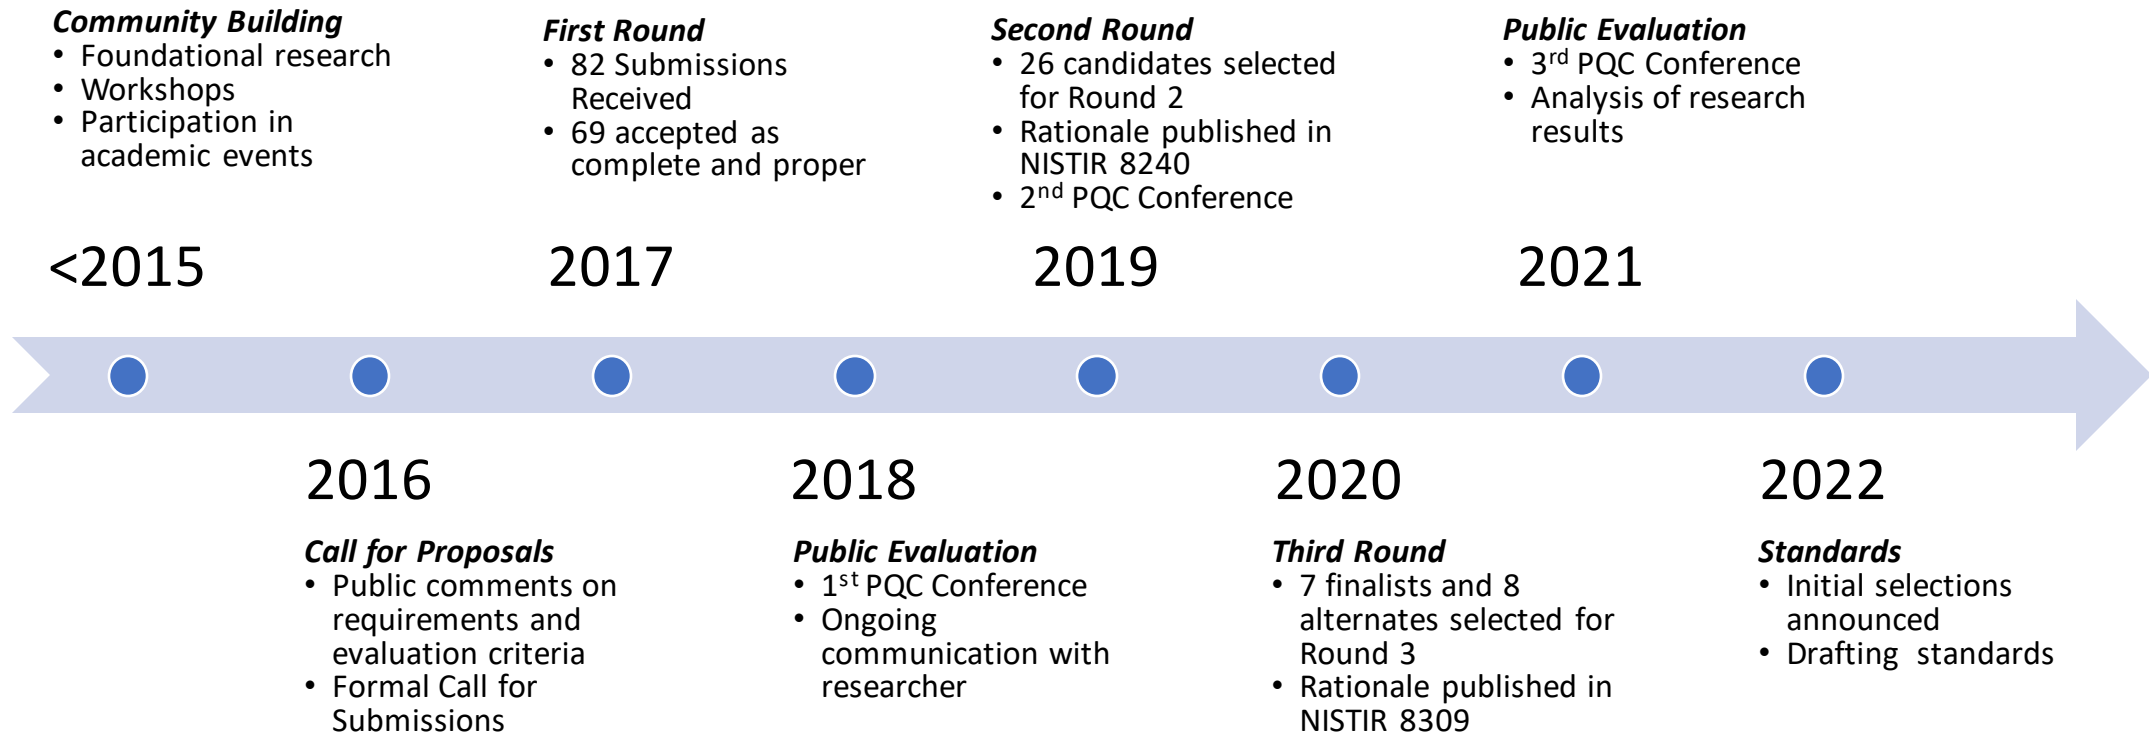 Community Building
• Foundational research
• Workshops
• Participation in
academic events
<2015
Call for Proposals
• Public comments on
requirements and
evaluation criteria
• Formal Call for
Submissions
2016
First Round
• 82 Submissions
Received
• 69 accepted as
complete and proper
2017
2018
Public Evaluation
• 1st PQC Conference
• Ongoing
communication with
researcher
Second Round
• 26 candidates selected
for Round 2
• Rationale published in
NISTIR 8240
• 2nd PQC Conference
2019
2020
Third Round
• 7 finalists and 8
alternates selected for
Round 3
• Rationale published in
NISTIR 8309
Public Evaluation
• 3rd PQC Conference
• Analysis of research
results
2021
2022
Standards
• Initial selections
announced
• Drafting standards